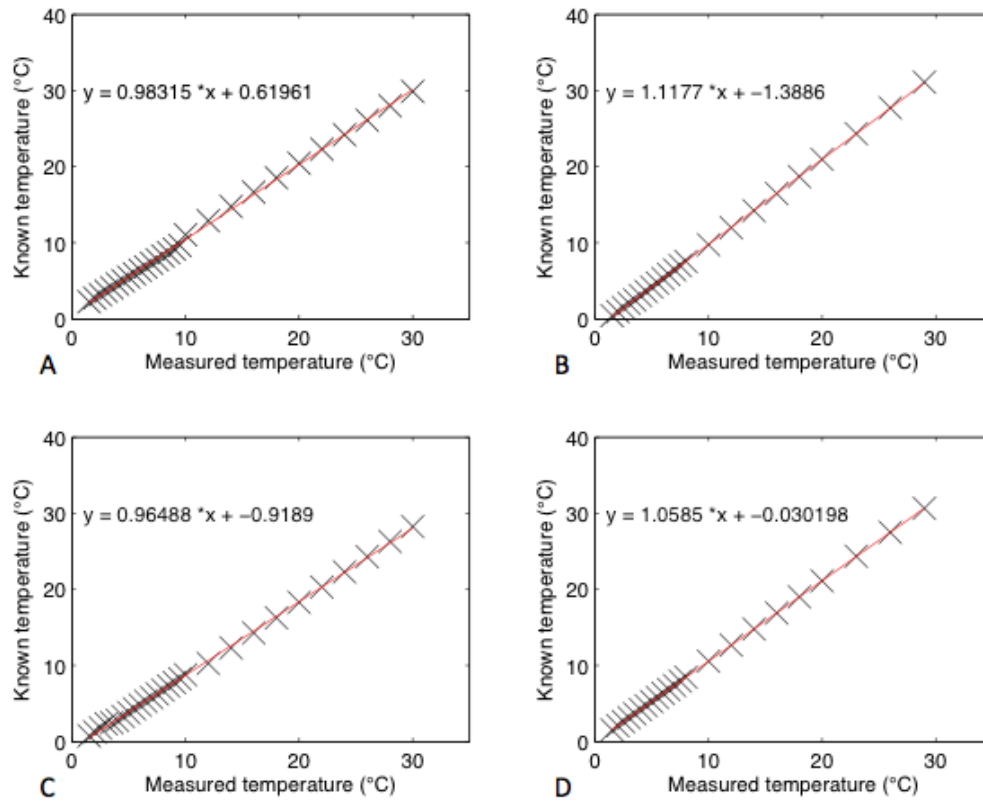 40
30
20
10
0
y = 0.98315 *x + 0.61961
Known temperature (°C)
0 10 20 30
Measured temperature (°C)
A
40
30
20
10
0
y = 1.1177 *x + −1.3886
Known temperature (°C)
0 10 20 30
Measured temperature (°C)
B
40
30
20
10
0
y = 0.96488 *x + −0.9189
Known temperature (°C)
0 10 20 30
Measured temperature (°C)
C
40
30
20
10
0
y = 1.0585 *x + −0.030198
Known temperature (°C)
0 10 20 30
Measured temperature (°C)
D